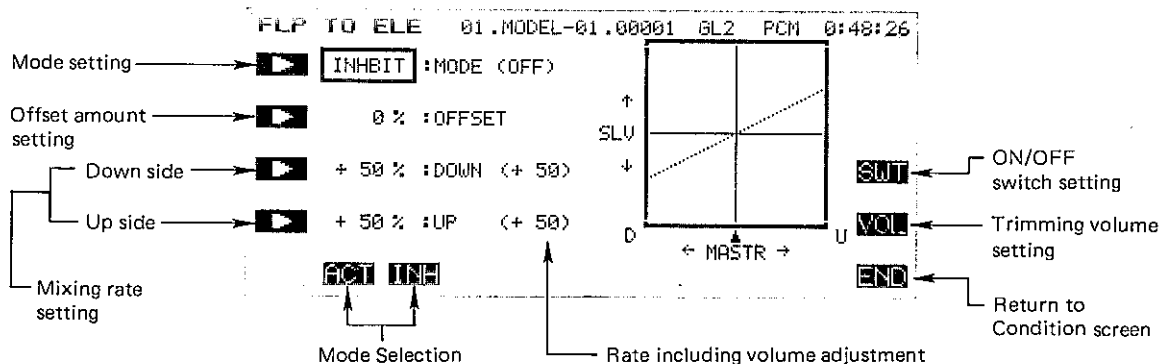 FLP TO ELE 01.MODEL-01.00001 GL2 PCM 0:48:26
Mode setting
INHBIT :MODE (OFF)
Offset amount
setting
0 % :OFFSET
Down side
+ 50 % :DOWN (+ 50)
Up side
+ 50 % :UP (+ 50)
Mixing rate
setting
ACT INH
Mode Selection
Rate including volume adjustment
↑
SLV
↓
D
← MASTR →
U
SWT
ON/OFF
switch setting
VOL
Trimming volume
setting
END
Return to
Condition screen